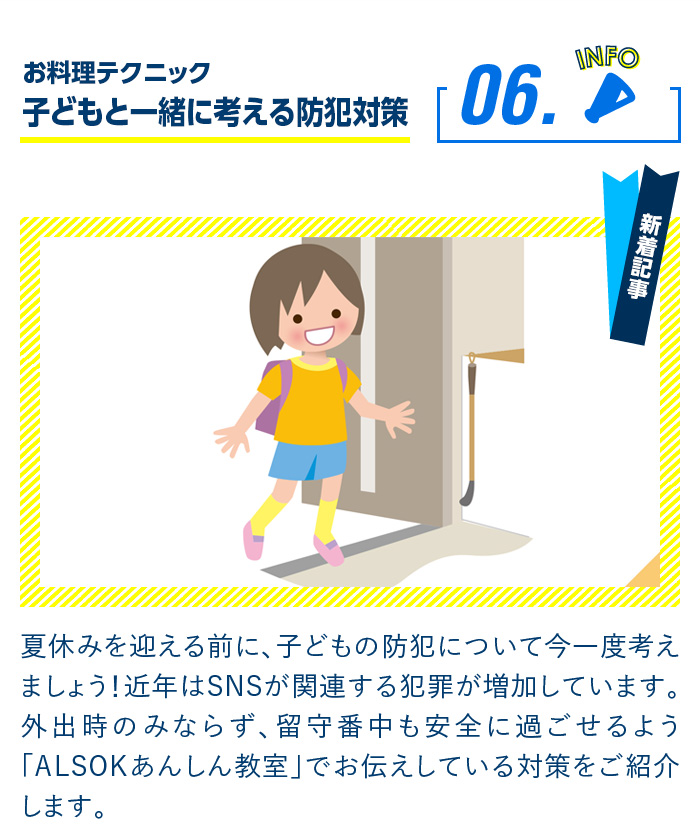 お料理テクニック
子どもと一緒に考える防犯対策
06.
INFO
新着記事
夏休みを迎える前に、子どもの防犯について今一度考え
ましょう！近年はSNSが関連する犯罪が増加しています。
外出時のみならず、留守番中も安全に過ごせるよう
「ALSOKあんしん教室」でお伝えしている対策をご紹介
します。